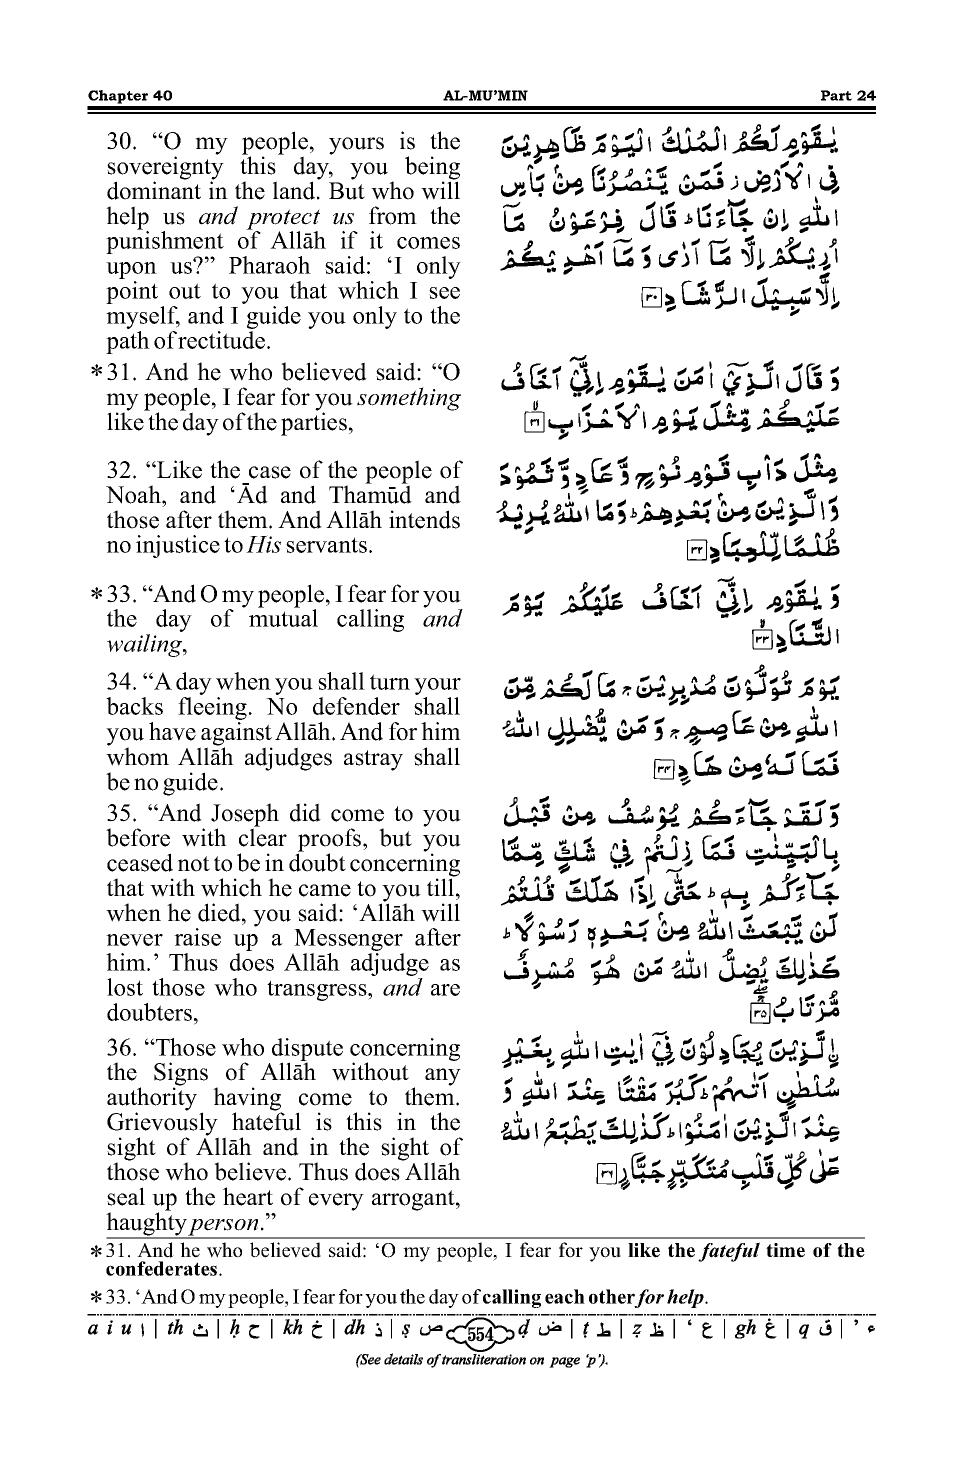 Chapter 40 AL-MU’MIN Part 24
30. “O my people, yours is the
sovereignty this day, you being
dominant in the land. But who will
help us and protect us from the
punishment of Allāh if it comes
upon us?” Pharaoh said: ‘I only
point out to you that which I see
myself, and I guide you only to the
path of rectitude.
يٰقَوْمِ لَكُمُ الْمُلْكُ الْيَوْمَ ظَاهِرِيْنَ
فِى الْاَرْضِ ز فَمَنْ يَّنْصُرُنَا مِنْۢ بَاْسِ
اللّٰهِ اِنْ جَآءَنَا ؕ قَالَ فِرْعَوْنُ مَآ
اُرِيْكُمْ اِلَّا مَآ اَرٰى وَ مَآ اَهْدِيْكُمْ
اِلَّا سَبِيْلَ الرَّشَادِ ۳۰
*31. And he who believed said: “O
my people, I fear for you something
like the day of the parties,
وَ قَالَ الَّذِيْٓ اٰمَنَ يٰقَوْمِ اِنِّيْٓ اَخَافُ
عَلَيْكُمْ مِّثْلَ يَوْمِ الْاَحْزَابِ ۙ ۳۱
32. “Like the case of the people of
Noah, and ‘Ād and Thamūd and
those after them. And Allāh intends
no injustice to His servants.
مِثْلَ دَاْبِ قَوْمِ نُوْحٍ وَّ عَادٍ وَّ ثَمُوْدَ
وَ الَّذِيْنَ مِنْۢ بَعْدِهِمْ ؕ وَ مَا اللّٰهُ يُرِيْدُ
ظُلْمًا لِّلْعِبَادِ ۳۲
*33. “And O my people, I fear for you
the day of mutual calling and
wailing,
وَ يٰقَوْمِ اِنِّيْٓ اَخَافُ عَلَيْكُمْ يَوْمَ
التَّنَادِ ۙ ۳۳
34. “A day when you shall turn your
backs fleeing. No defender shall
you have against Allāh. And for him
whom Allāh adjudges astray shall
be no guide.
يَوْمَ تُوَلُّوْنَ مُدْبِرِيْنَ ۚ مَا لَكُمْ مِّنَ
اللّٰهِ مِنْ عَاصِمٍ ۚ وَ مَنْ يُّضْلِلِ اللّٰهُ
فَمَا لَهٗ مِنْ هَادٍ ۳۴
35. “And Joseph did come to you
before with clear proofs, but you
ceased not to be in doubt concerning
that with which he came to you till,
when he died, you said: ‘Allāh will
never raise up a Messenger after
him.’ Thus does Allāh adjudge as
lost those who transgress, and are
doubters,
وَ لَقَدْ جَآءَكُمْ يُوْسُفُ مِنْ قَبْلُ
بِالْبَيِّنٰتِ فَمَا زِلْتُمْ فِيْ شَكٍّ مِّمَّا
جَآءَكُمْ بِهٖ ؕ حَتّٰىٓ اِذَا هَلَكَ قُلْتُمْ
لَنْ يَّبْعَثَ اللّٰهُ مِنْۢ بَعْدِهٖ رَسُوْلًا ؕ
كَذٰلِكَ يُضِلُّ اللّٰهُ مَنْ هُوَ مُسْرِفٌ
مُّرْتَابُ ۳۵
36. “Those who dispute concerning
the Signs of Allāh without any
authority having come to them.
Grievously hateful is this in the
sight of Allāh and in the sight of
those who believe. Thus does Allāh
seal up the heart of every arrogant,
haughty person.”
اِۨلَّذِيْنَ يُجَادِلُوْنَ فِيْٓ اٰيٰتِ اللّٰهِ بِغَيْرِ
سُلْطٰنٍ اَتٰىهُمْ ؕ كَبُرَ مَقْتًا عِنْدَ اللّٰهِ وَ
عِنْدَ الَّذِيْنَ اٰمَنُوْا ؕ كَذٰلِكَ يَطْبَعُ اللّٰهُ
عَلٰى كُلِّ قَلْبِ مُتَكَبِّرٍ جَبَّارٍ ۳۶
*31. And he who believed said: ‘O my people, I fear for you like the fateful time of the
confederates.
*33. ‘And O my people, I fear for you the day of calling each other for help.
a i u ا | th ث | ḥ ح | kh خ | dh ذ | ṣ ص 554 ḍ ض | ṭ ط | ẓ ظ | ‘ ع | gh غ | q ق | ’ ء
(See details of transliteration on page ‘p’).